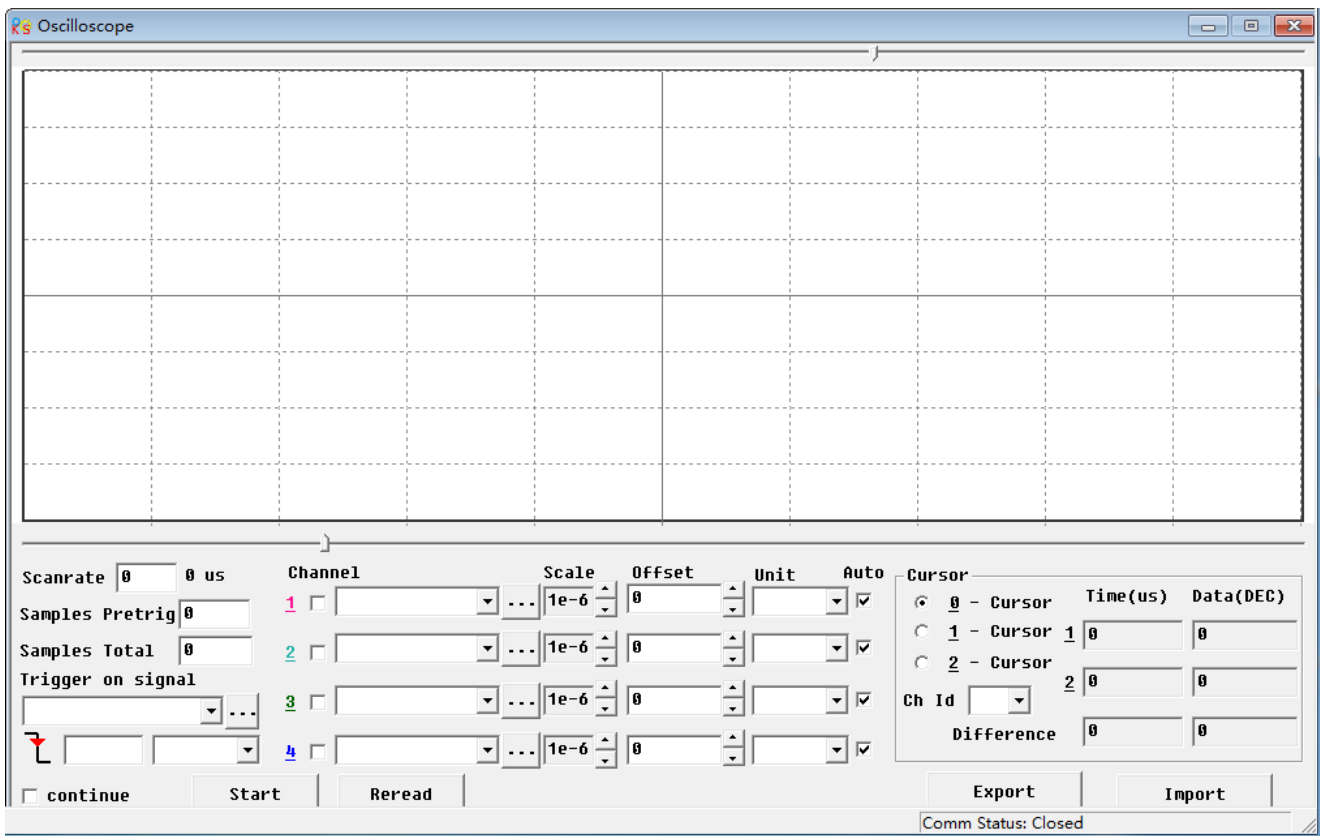 Oscilloscope
Scanrate 0 0 us
Samples Pretrig 0
Samples Total 0
Trigger on signal
...
continue Start Reread
Channel Scale Offset Unit Auto
1 ... 1e-6 0
2 ... 1e-6 0
3 ... 1e-6 0
4 ... 1e-6 0
Cursor
0 - Cursor Time(us) Data(DEC)
1 - Cursor 1 0 0
2 - Cursor
2 0 0
Ch Id
Difference 0 0
Export Import
Comm Status: Closed